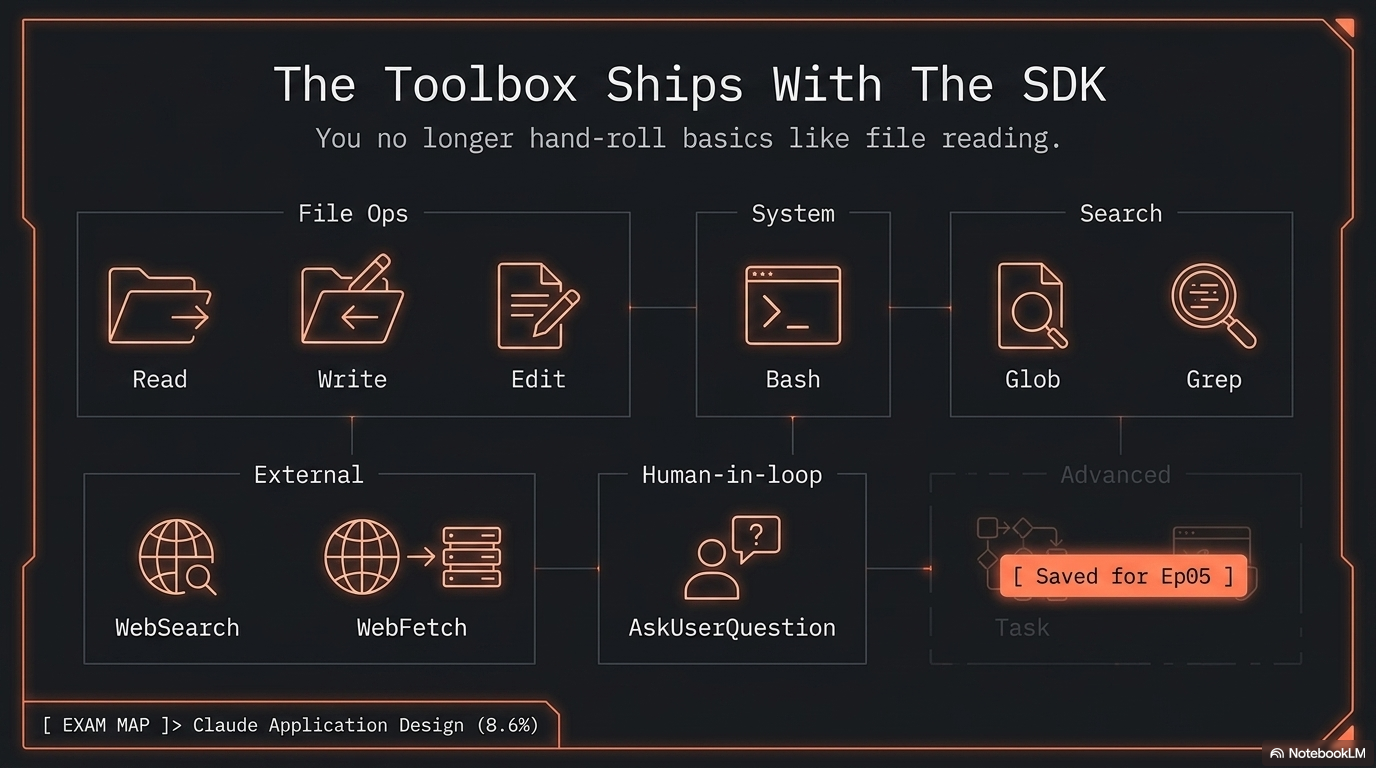 The Toolbox Ships With The SDK
You no longer hand-roll basics like file reading.
File Ops
Read
Write
Edit
System
Bash
Search
Glob
Grep
External
WebSearch
WebFetch
Human-in-loop
?
AskUserQuestion
Advanced
[ Saved for Ep05 ]
Task
[ EXAM MAP ]> Claude Application Design (8.6%)
NotebookLM